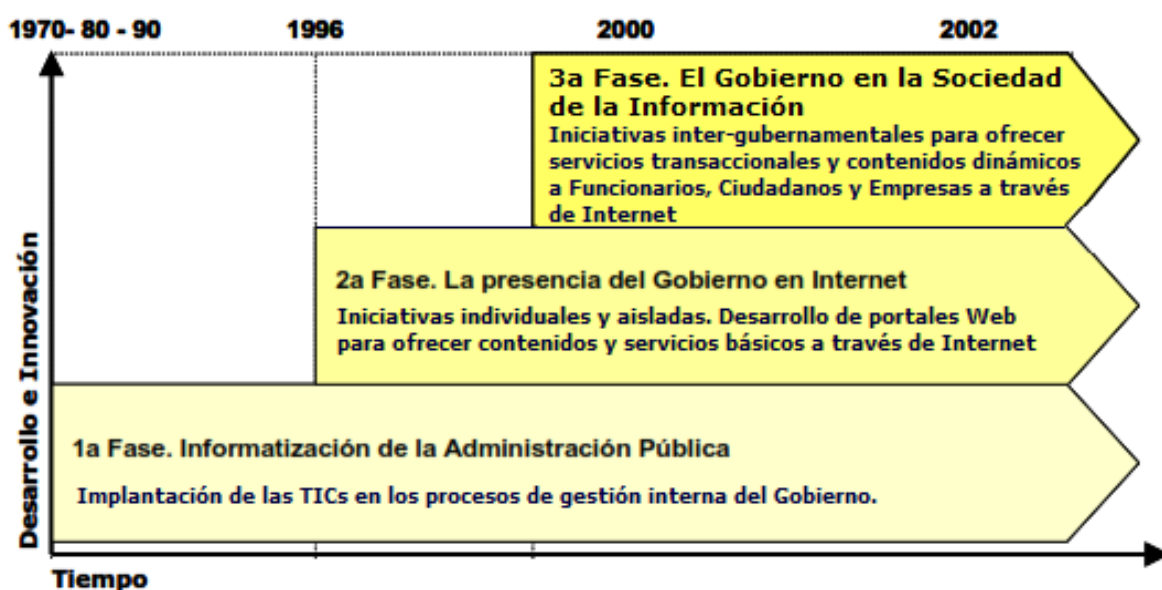 1970- 80 - 90 1996 2000 2002
3a Fase. El Gobierno en la Sociedad
de la Información
Iniciativas inter-gubernamentales para ofrecer
servicios transaccionales y contenidos dinámicos
a Funcionarios, Ciudadanos y Empresas a través
de Internet
2a Fase. La presencia del Gobierno en Internet
Iniciativas individuales y aisladas. Desarrollo de portales Web
para ofrecer contenidos y servicios básicos a través de Internet
1a Fase. Informatización de la Administración Pública
Implantación de las TICs en los procesos de gestión interna del Gobierno.
Desarrollo e Innovación
Tiempo